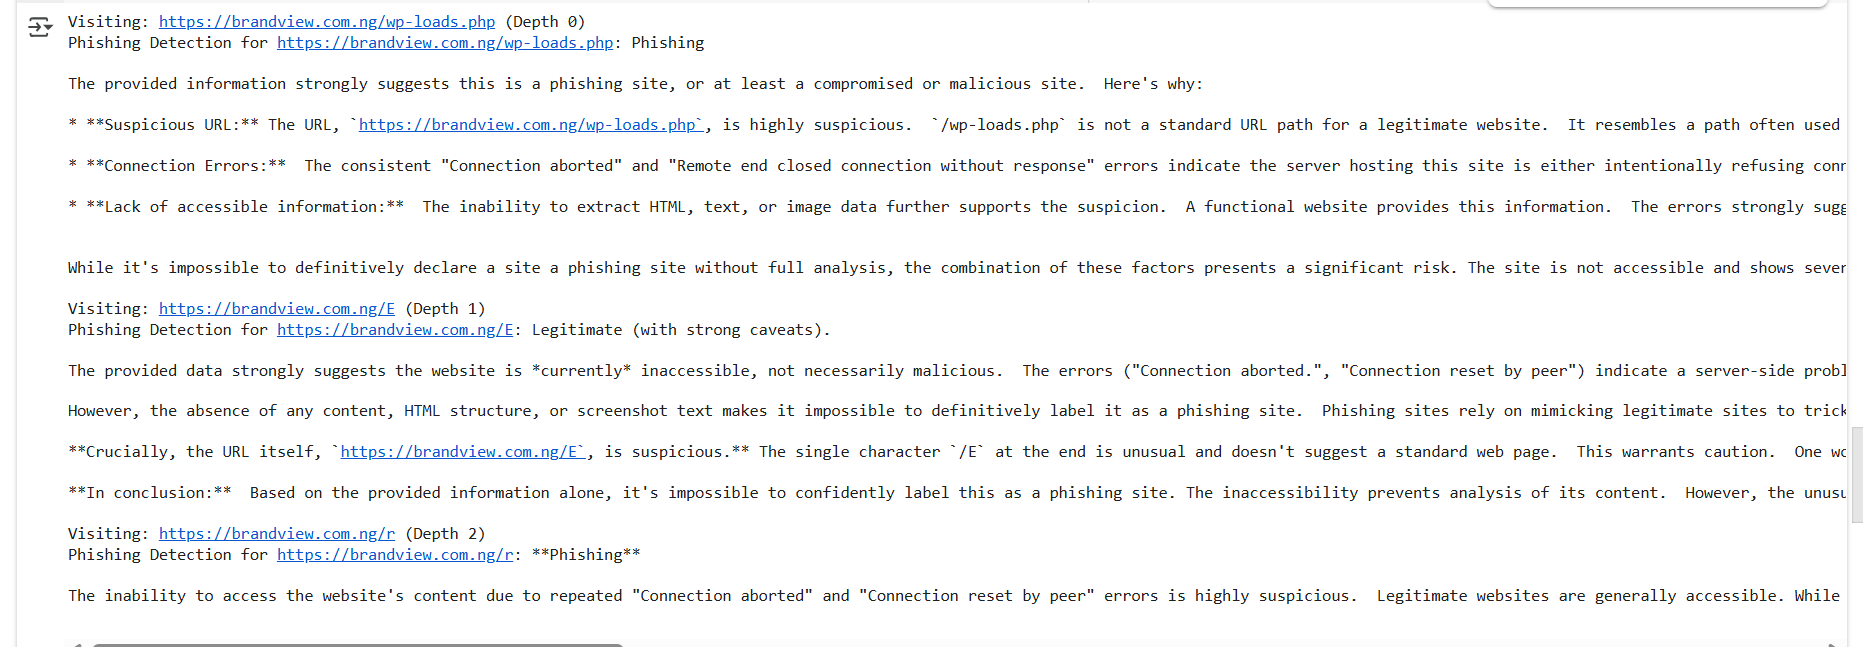 Visiting: https://brandview.com.ng/wp-loads.php (Depth 0)
Phishing Detection for https://brandview.com.ng/wp-loads.php: Phishing
The provided information strongly suggests this is a phishing site, or at least a compromised or malicious site.  Here's why:
* **Suspicious URL:** The URL, `https://brandview.com.ng/wp-loads.php`, is highly suspicious.  `/wp-loads.php` is not a standard URL path for a legitimate website.  It resembles a path often used
* **Connection Errors:**  The consistent "Connection aborted" and "Remote end closed connection without response" errors indicate the server hosting this site is either intentionally refusing
* **Lack of accessible information:**  The inability to extract HTML, text, or image data further supports the suspicion.  A functional website provides this information.  The errors strongly
While it's impossible to definitively declare a site a phishing site without full analysis, the combination of these factors presents a significant risk. The site is not accessible and shows
Visiting: https://brandview.com.ng/E (Depth 1)
Phishing Detection for https://brandview.com.ng/E: Legitimate (with strong caveats).
The provided data strongly suggests the website is *currently* inaccessible, not necessarily malicious.  The errors ("Connection aborted.", "Connection reset by peer") indicate a server-side
However, the absence of any content, HTML structure, or screenshot text makes it impossible to definitively label it as a phishing site.  Phishing sites rely on mimicking legitimate sites to
**Crucially, the URL itself, `https://brandview.com.ng/E`, is suspicious.** The single character `/E` at the end is unusual and doesn't suggest a standard web page.  This warrants caution.  One
**In conclusion:**  Based on the provided information alone, it's impossible to confidently label this as a phishing site. The inaccessibility prevents analysis of its content.  However, the
Visiting: https://brandview.com.ng/r (Depth 2)
Phishing Detection for https://brandview.com.ng/r: **Phishing**
The inability to access the website's content due to repeated "Connection aborted" and "Connection reset by peer" errors is highly suspicious.  Legitimate websites are generally accessible. While